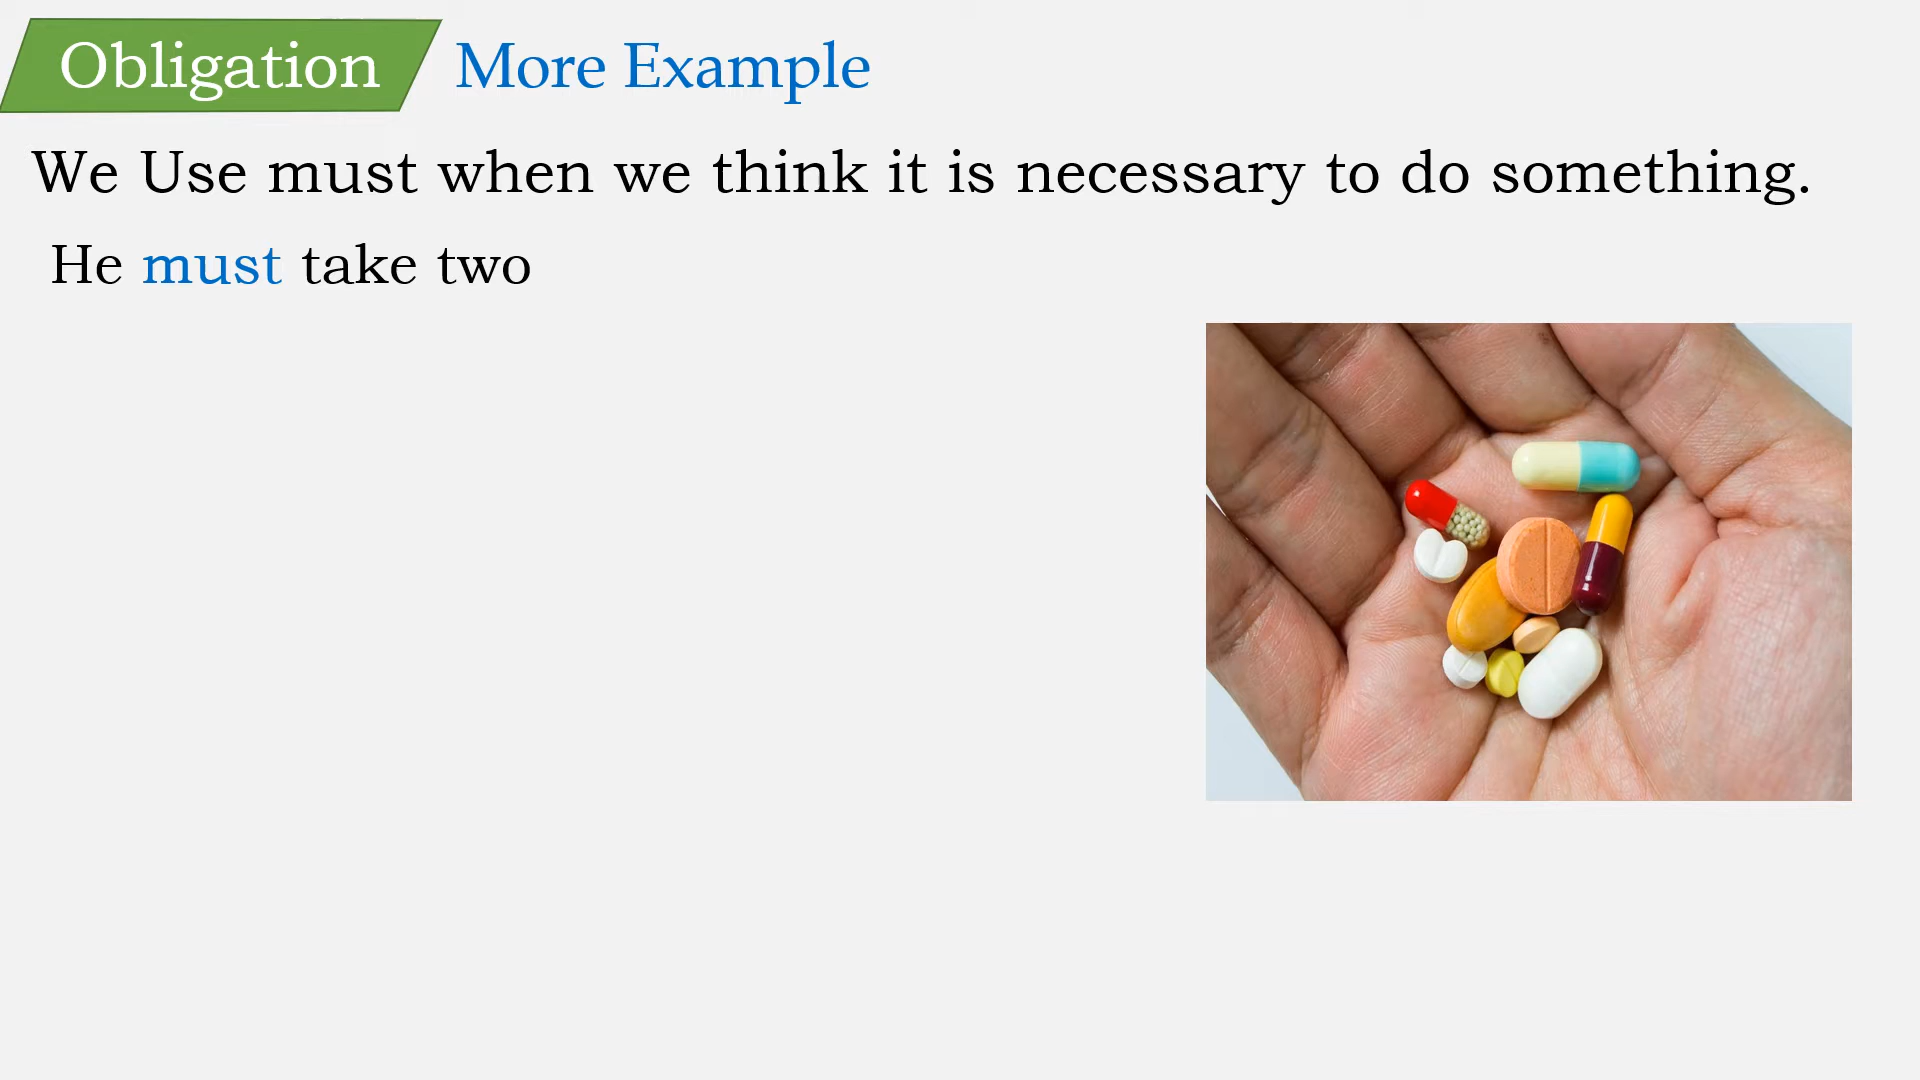 Obligation More Example
We Use must when we think it is necessary to do something.
He must take two